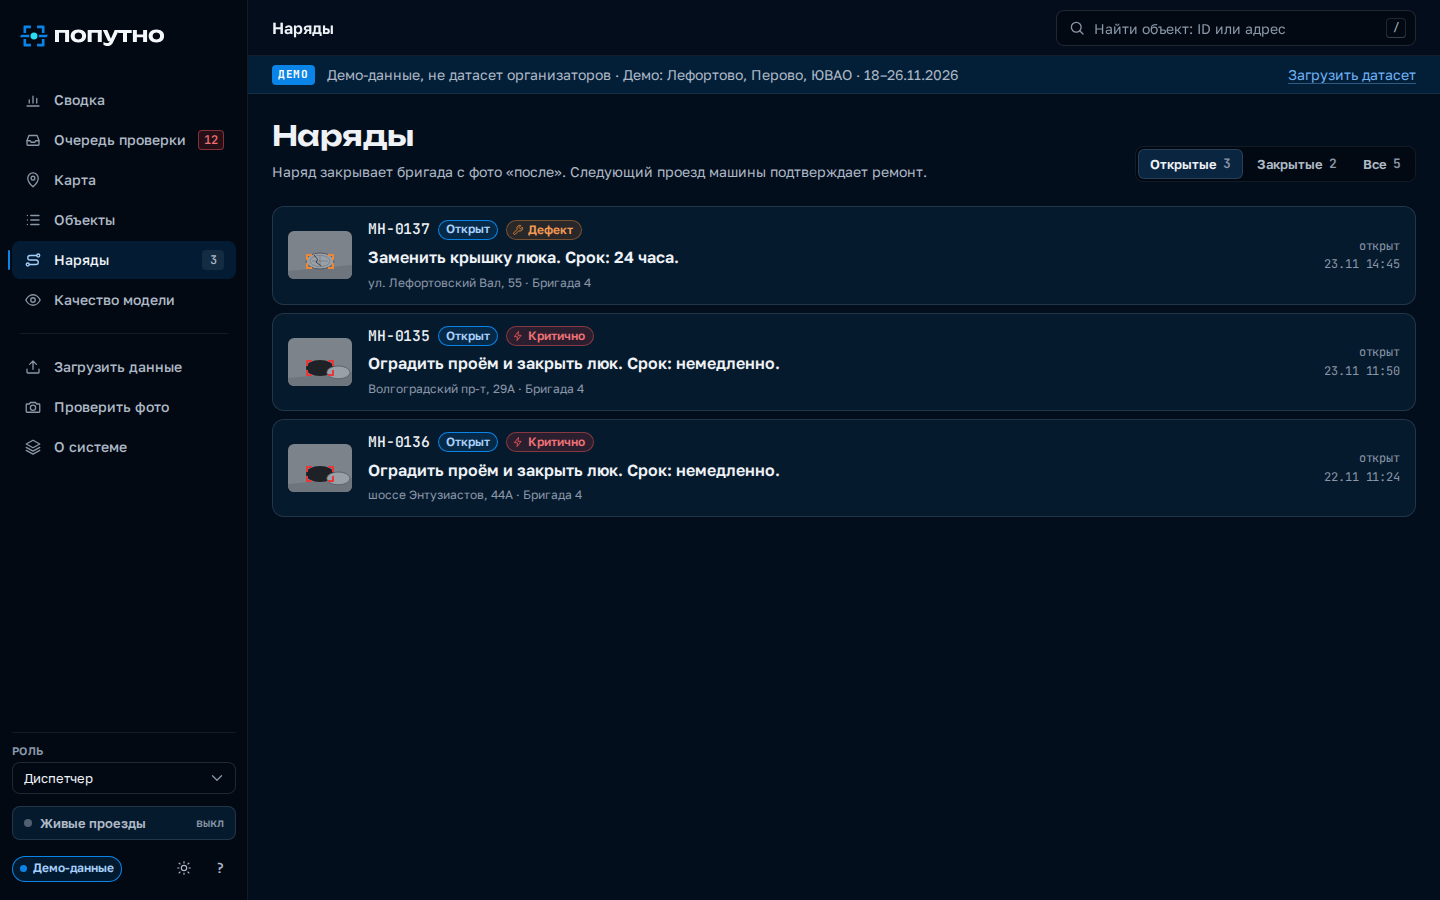 попутно
Сводка
Очередь проверки 12
Карта
Объекты
Наряды 3
Качество модели
Загрузить данные
Проверить фото
О системе
РОЛЬ
Диспетчер
Живые проезды выкл
Демо-данные ?
Наряды
Найти объект: ID или адрес /
ДЕМО Демо-данные, не датасет организаторов · Демо: Лефортово, Перово, ЮВАО · 18–26.11.2026 Загрузить датасет
Наряды
Наряд закрывает бригада с фото «после». Следующий проезд машины подтверждает ремонт.
Открытые 3 Закрытые 2 Все 5
МН-0137 Открыт Дефект
Заменить крышку люка. Срок: 24 часа.
ул. Лефортовский Вал, 55 · Бригада 4
открыт
23.11 14:45
МН-0135 Открыт Критично
Оградить проём и закрыть люк. Срок: немедленно.
Волгоградский пр-т, 29А · Бригада 4
открыт
23.11 11:50
МН-0136 Открыт Критично
Оградить проём и закрыть люк. Срок: немедленно.
шоссе Энтузиастов, 44А · Бригада 4
открыт
22.11 11:24